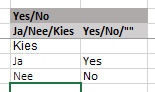 Yes/No
Ja/Nee/Kies Yes/No/""
Kies
Ja Yes
Nee No